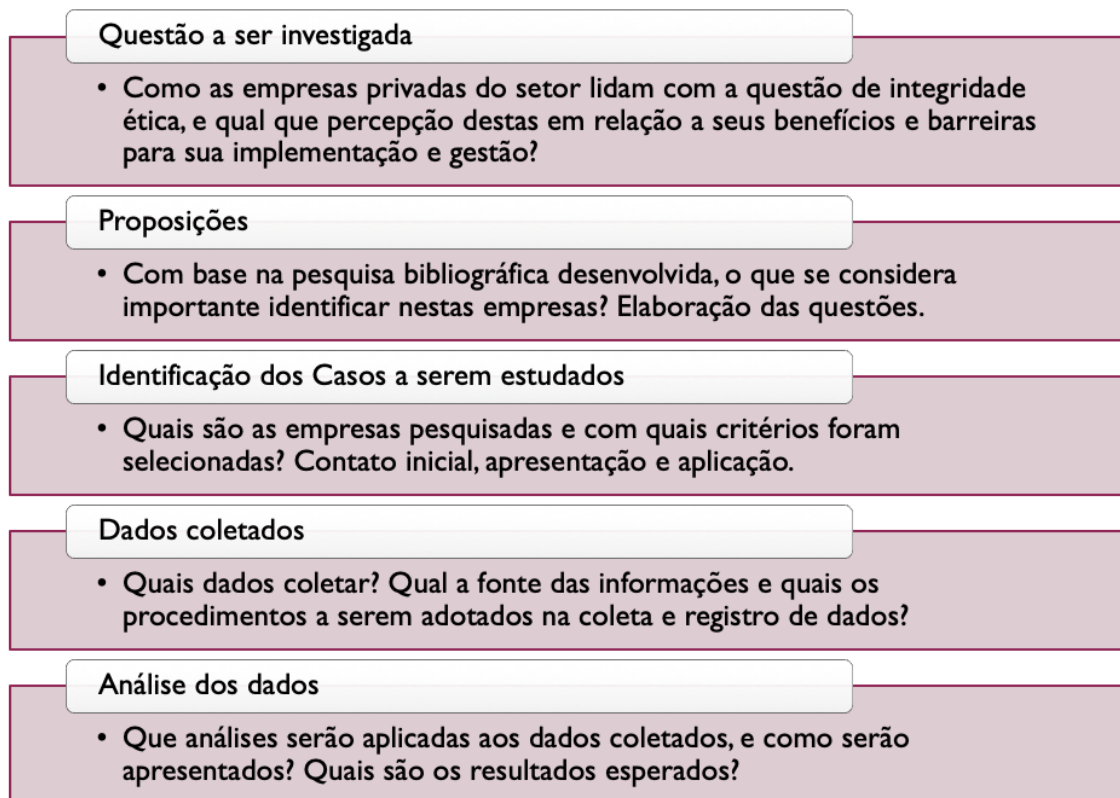 Questão a ser investigada
• Como as empresas privadas do setor lidam com a questão de integridade
ética, e qual que percepção destas em relação a seus benefícios e barreiras
para sua implementação e gestão?
Proposições
• Com base na pesquisa bibliográfica desenvolvida, o que se considera
importante identificar nestas empresas? Elaboração das questões.
Identificação dos Casos a serem estudados
• Quais são as empresas pesquisadas e com quais critérios foram
selecionadas? Contato inicial, apresentação e aplicação.
Dados coletados
• Quais dados coletar? Qual a fonte das informações e quais os
procedimentos a serem adotados na coleta e registro de dados?
Análise dos dados
• Que análises serão aplicadas aos dados coletados, e como serão
apresentados? Quais são os resultados esperados?